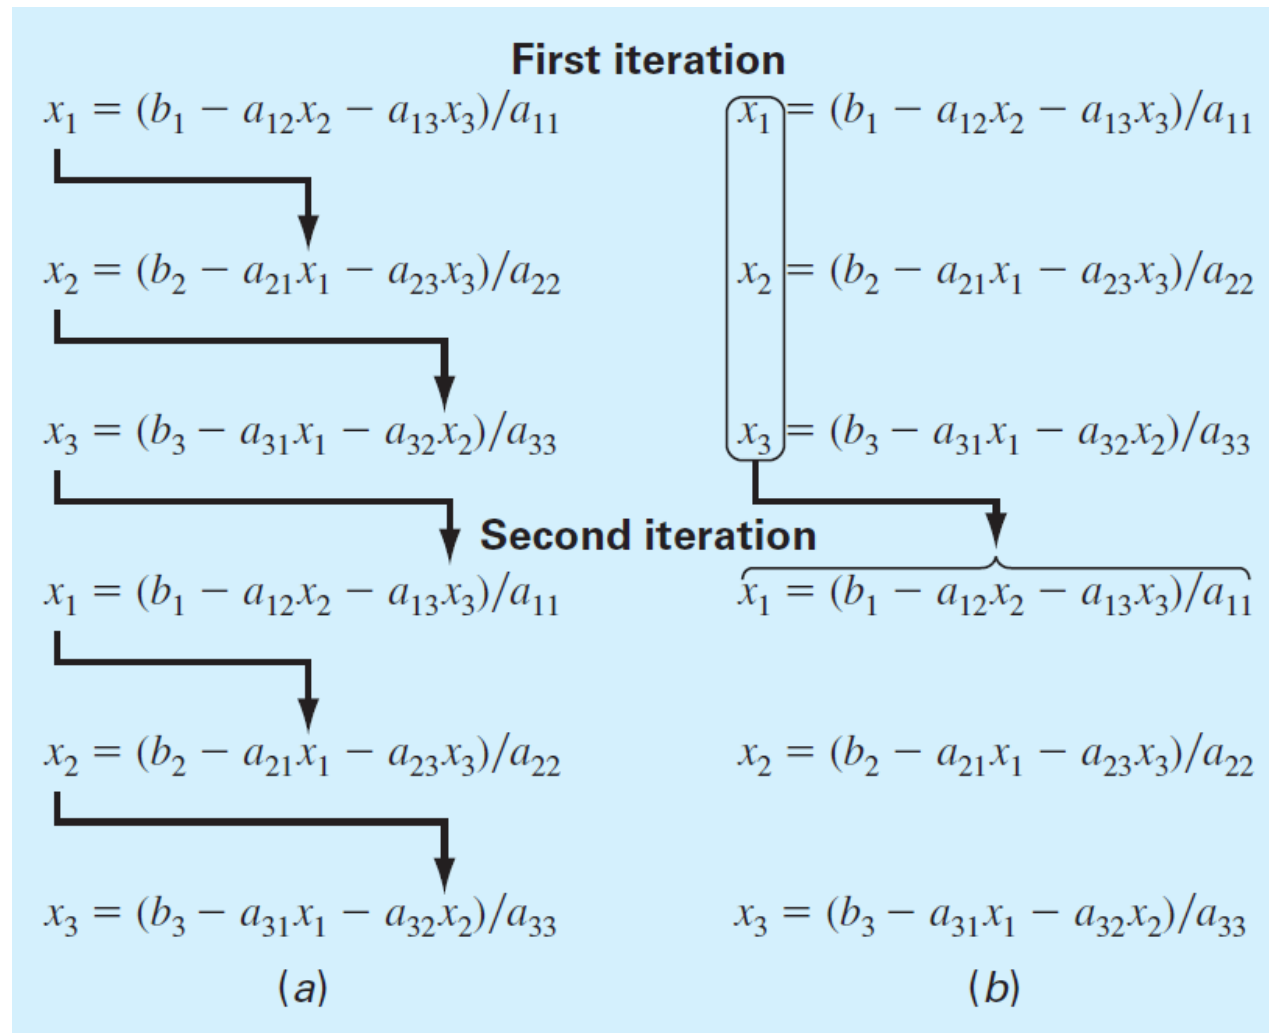 First iteration
x₁ = (b₁ − a₁₂x₂ − a₁₃x₃)/a₁₁
x₂ = (b₂ − a₂₁x₁ − a₂₃x₃)/a₂₂
x₃ = (b₃ − a₃₁x₁ − a₃₂x₂)/a₃₃
x₁ = (b₁ − a₁₂x₂ − a₁₃x₃)/a₁₁
x₂ = (b₂ − a₂₁x₁ − a₂₃x₃)/a₂₂
x₃ = (b₃ − a₃₁x₁ − a₃₂x₂)/a₃₃
Second iteration
x₁ = (b₁ − a₁₂x₂ − a₁₃x₃)/a₁₁
x₂ = (b₂ − a₂₁x₁ − a₂₃x₃)/a₂₂
x₃ = (b₃ − a₃₁x₁ − a₃₂x₂)/a₃₃
(a)
x₁ = (b₁ − a₁₂x₂ − a₁₃x₃)/a₁₁
x₂ = (b₂ − a₂₁x₁ − a₂₃x₃)/a₂₂
x₃ = (b₃ − a₃₁x₁ − a₃₂x₂)/a₃₃
(b)